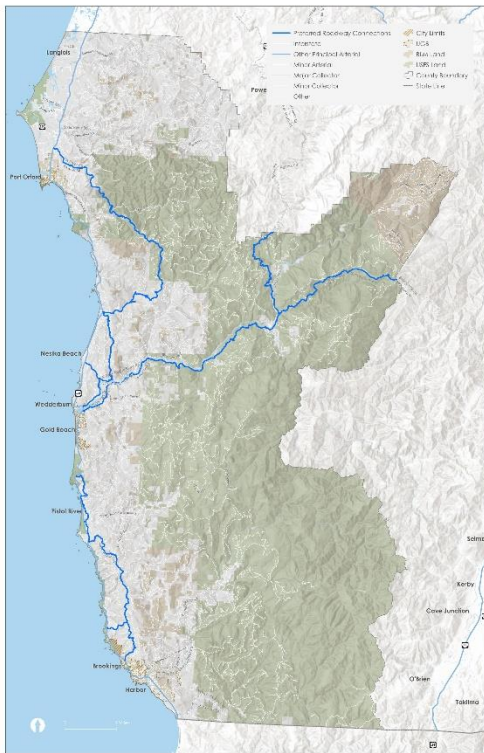 Langlois
Port Orford
Nesika Beach
Wedderburn
Gold Beach
Pistol River
Brookings
Harbor
Kerby
Cave Junction
O'Brien
Takilma
Preferred Roadway Connections
Interstate
Other Principal Arterial
Minor Arterial
Major Collector
Minor Collector
Other
City Limits
UGB
BLM Land
USFS Land
County Boundary
State Line